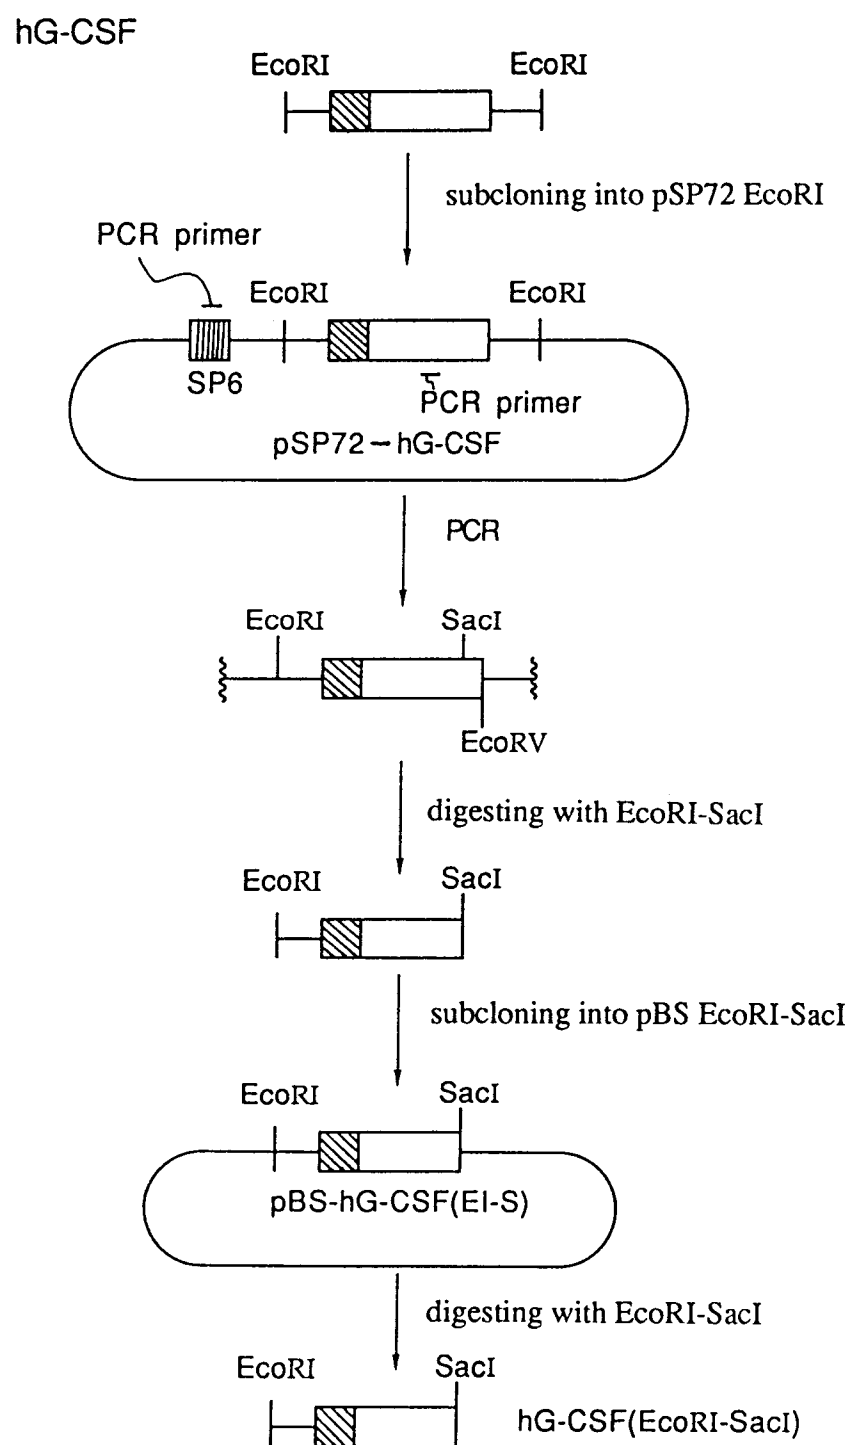 hG-CSF
EcoRI EcoRI
subcloning into pSP72 EcoRI
PCR primer
EcoRI EcoRI
SP6
PCR primer
pSP72-hG-CSF
PCR
EcoRI SacI
EcoRV
digesting with EcoRI-SacI
EcoRI SacI
subcloning into pBS EcoRI-SacI
EcoRI SacI
pBS-hG-CSF(EI-S)
digesting with EcoRI-SacI
EcoRI SacI
hG-CSF(EcoRI-SacI)